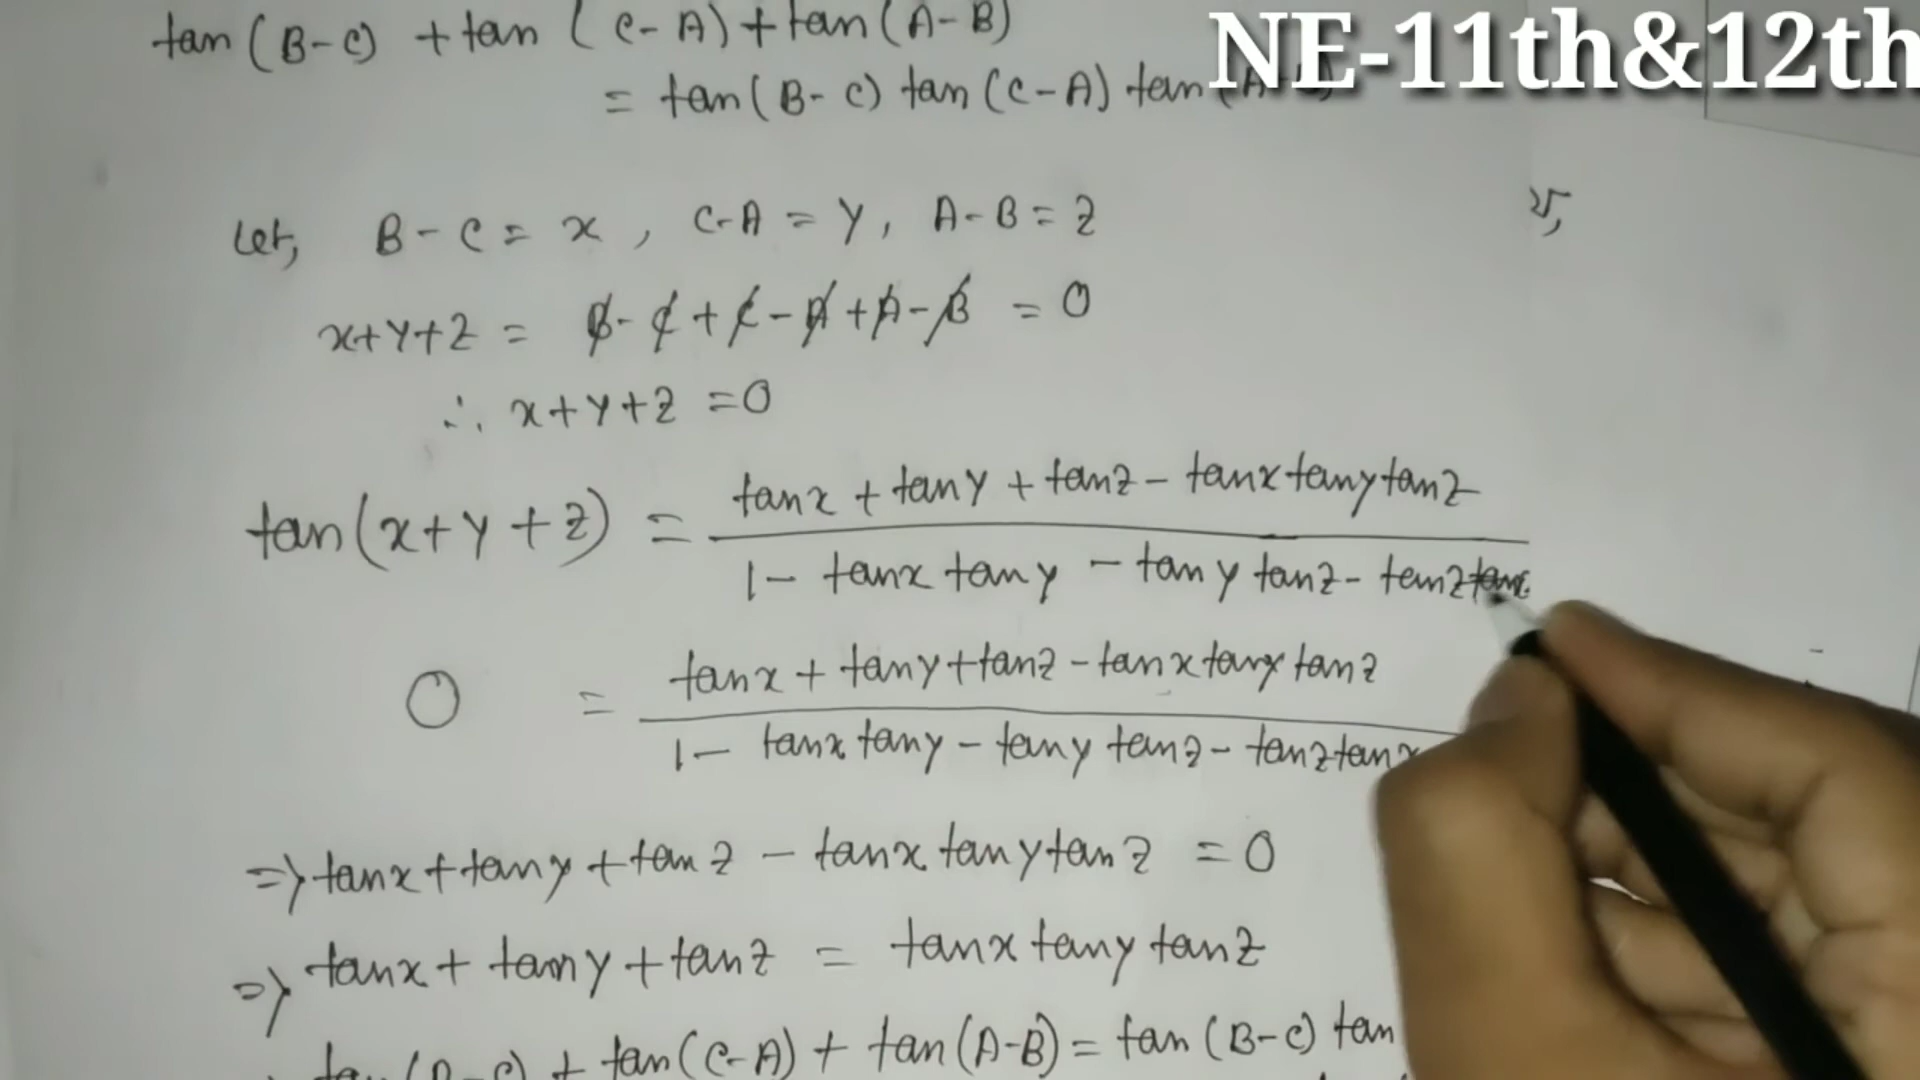 tan(B-C) + tan(C-A) + tan(A-B)
NE-11th&12th
= tan(B-C) tan(C-A) tan
Let, B-C = x, C-A = y, A-B = z
x+y+z = B-C+C-A+A-B = 0
∴ x+y+z = 0
tanx + tany + tanz - tanx tany tanz
tan(x+y+z) =
1 - tanx tany - tany tanz - tanz
tanx + tany + tanz - tanx tany tanz
0 =
1 - tanx tany - tany tanz - tanz tanx
=> tanx + tany + tanz - tanx tany tanz = 0
=> tanx + tany + tanz = tanx tany tanz
+ tan(C-A) + tan(A-B) = tan(B-C) tan